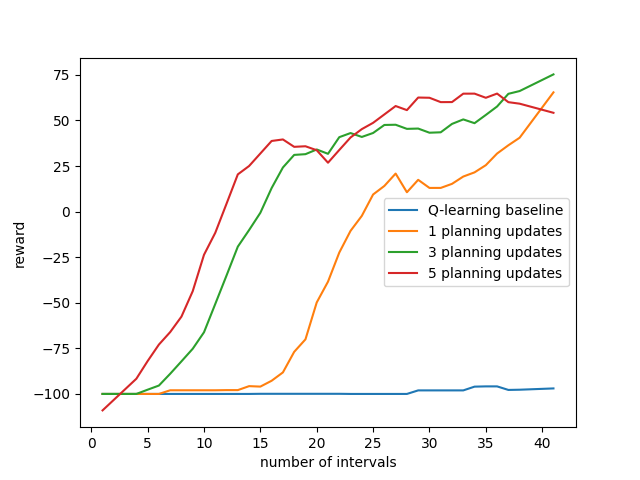 75
50
25
0
−25
−50
−75
−100
reward
Q-learning baseline
1 planning updates
3 planning updates
5 planning updates
0 5 10 15 20 25 30 35 40
number of intervals